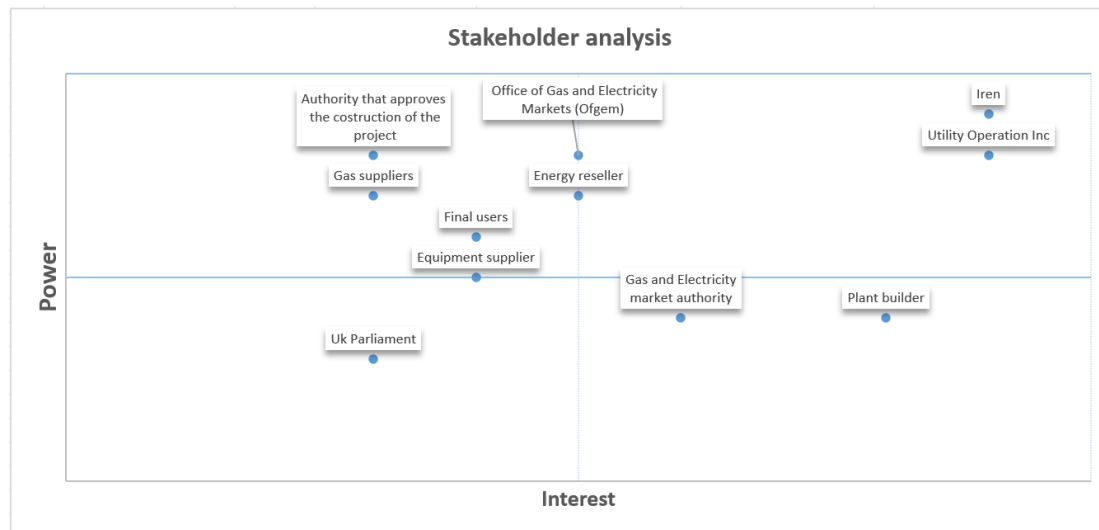 Stakeholder analysis
Authority that approves
the costruction of the
project
Office of Gas and Electricity
Markets (Ofgem)
Iren
Utility Operation Inc
Gas suppliers
Energy reseller
Final users
Equipment supplier
Gas and Electricity
market authority
Plant builder
Uk Parliament
Power
Interest